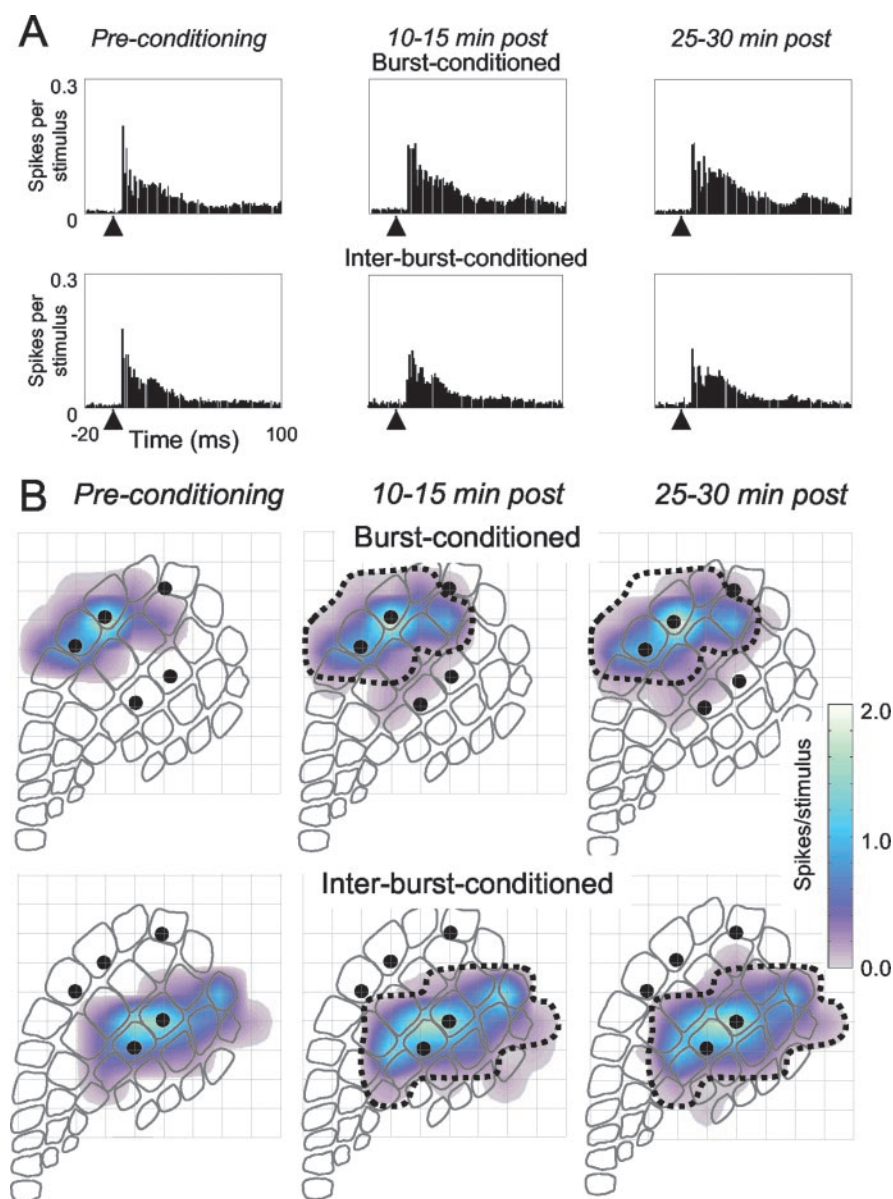 A
Pre-conditioning
10-15 min post
25-30 min post
Burst-conditioned
0.3
Spikes per
stimulus
0
Inter-burst-conditioned
0.3
Spikes per
stimulus
0
-20
Time (ms)
100
B
Pre-conditioning
10-15 min post
25-30 min post
Burst-conditioned
2.0
Spikes/stimulus
1.0
0.0
Inter-burst-conditioned